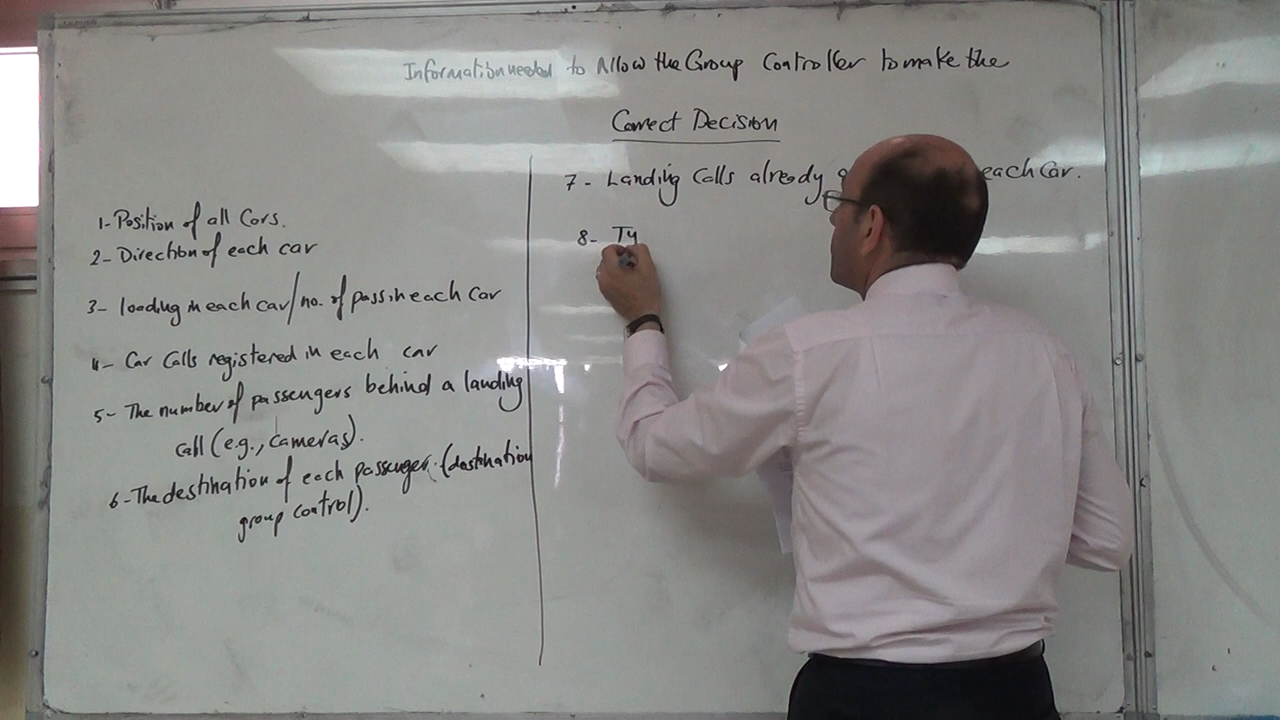 Information needed to Allow the Group Controller to make the
Correct Decision
1- Position of all Cars.
2- Direction of each car
3- loading in each car/no. of pass. in each Car
4- Car Calls registered in each car
5- The number of passengers behind a landing
call (e.g., cameras).
6- The destination of each passenger. (destination
group control).
7- Landing Calls already each Car.
8- Ty